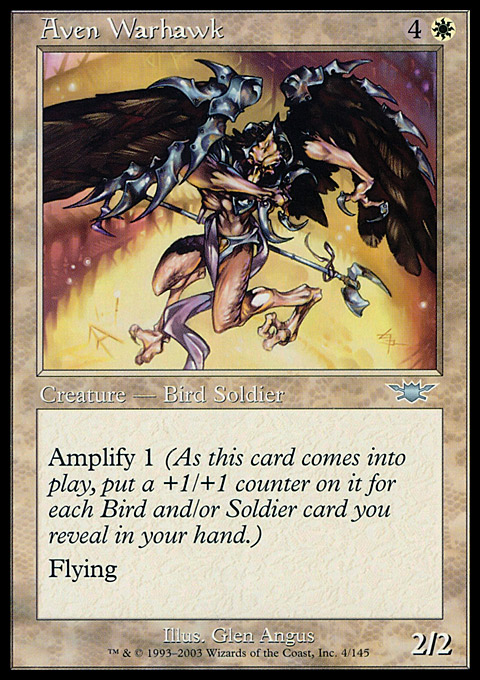 Aven Warhawk 4
Creature — Bird Soldier
Amplify 1 (As this card comes into
play, put a +1/+1 counter on it for
each Bird and/or Soldier card you
reveal in your hand.)
Flying
Illus. Glen Angus
™ & © 1993–2003 Wizards of the Coast, Inc. 4/145
2/2